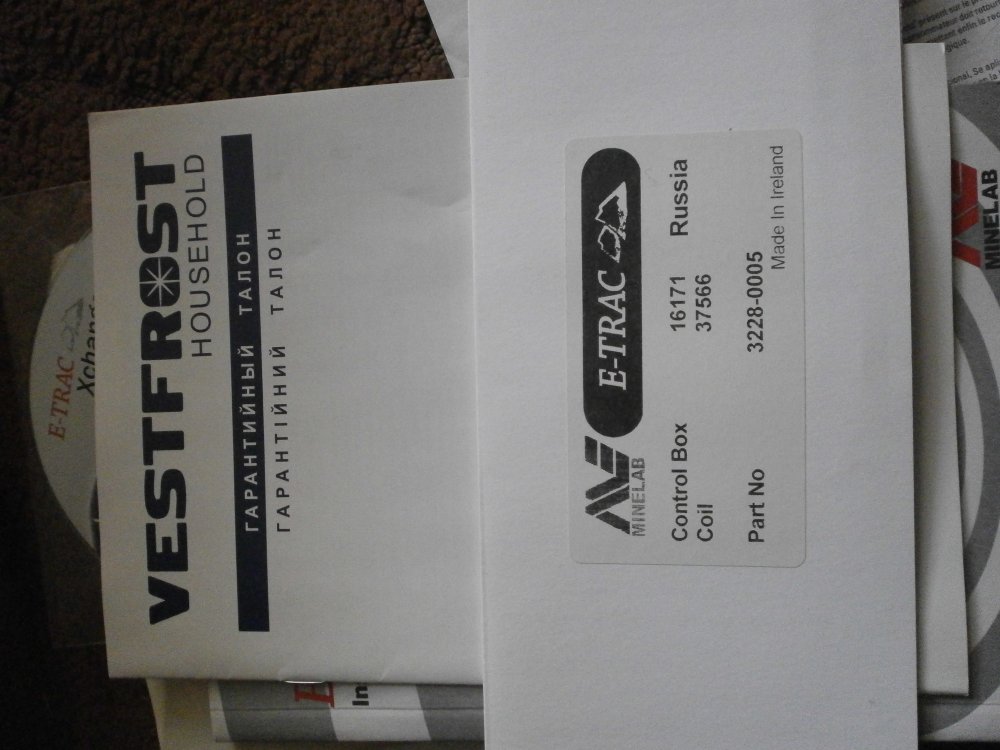 VESTFROST
HOUSEHOLD
ГАРАНТИЙНЫЙ ТАЛОН
ГАРАНТІЙНИЙ ТАЛОН
MINELAB
E-TRAC
Control Box 16171 Russia
Coil 37566
Part No 3228-0005
Made In Ireland
E-TRAC
MINELAB